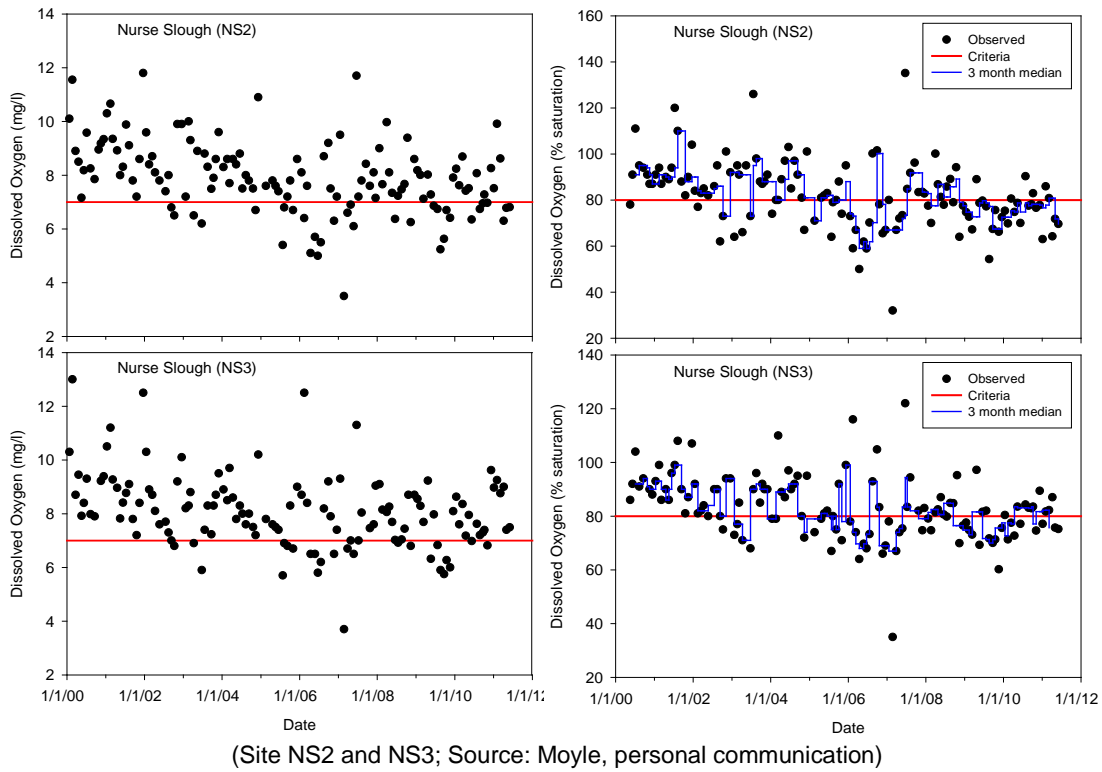 Nurse Slough (NS2)
Dissolved Oxygen (mg/l)
14
12
10
8
6
4
2
Nurse Slough (NS2)
Observed
Criteria
3 month median
Dissolved Oxygen (% saturation)
160
140
120
100
80
60
40
20
Nurse Slough (NS3)
Dissolved Oxygen (mg/l)
14
12
10
8
6
4
2
1/1/00 1/1/02 1/1/04 1/1/06 1/1/08 1/1/10 1/1/12
Date
Nurse Slough (NS3)
Observed
Criteria
3 month median
Dissolved Oxygen (% saturation)
140
120
100
80
60
40
20
1/1/00 1/1/02 1/1/04 1/1/06 1/1/08 1/1/10 1/1/12
Date
(Site NS2 and NS3; Source: Moyle, personal communication)